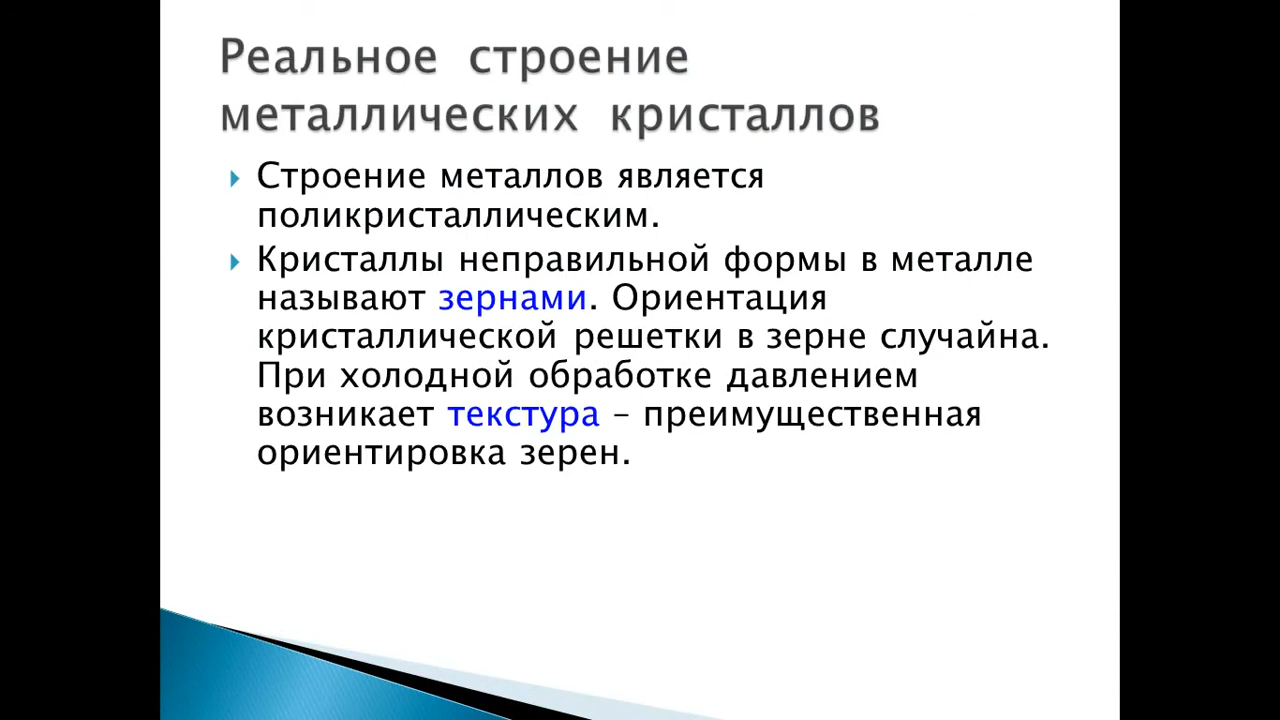 Реальное строение
металлических кристаллов
Строение металлов является
поликристаллическим.
Кристаллы неправильной формы в металле
называют зернами. Ориентация
кристаллической решетки в зерне случайна.
При холодной обработке давлением
возникает текстура – преимущественная
ориентировка зерен.